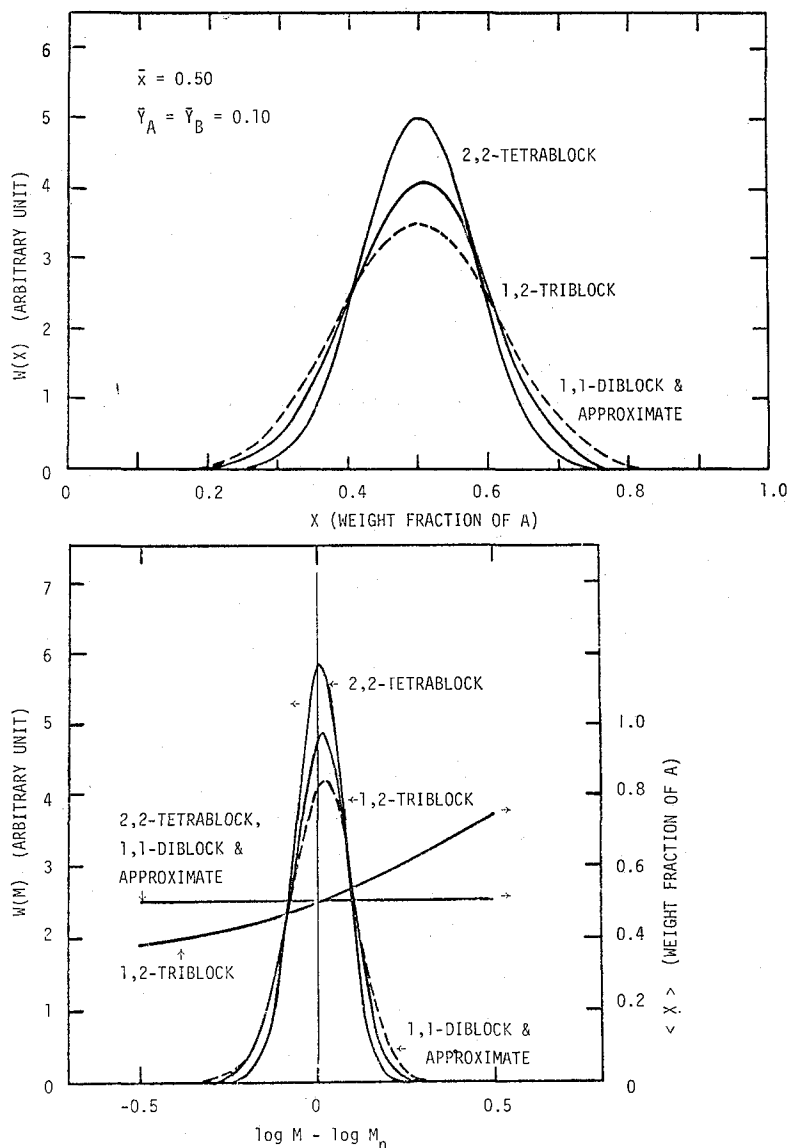 6
5
4
3
2
1
0
W(X) (ARBITRARY UNIT)
x̄ = 0.50
Ȳ_A = Ȳ_B = 0.10
2,2-TETRABLOCK
1,2-TRIBLOCK
1,1-DIBLOCK &
APPROXIMATE
0 0.2 0.4 0.6 0.8 1.0
X (WEIGHT FRACTION OF A)
7
6
5
4
3
2
1
0
W(M) (ARBITRARY UNIT)
2,2-TETRABLOCK
1,2-TRIBLOCK
2,2-TETRABLOCK,
1,1-DIBLOCK &
APPROXIMATE
1,2-TRIBLOCK
1,1-DIBLOCK &
APPROXIMATE
1.0
0.8
0.6
0.4
0.2
0
< X > (WEIGHT FRACTION OF A)
-0.5 0 0.5
log M - log M_n